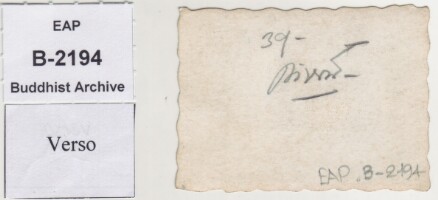 EAP
B-2194
Buddhist Archive
Verso
39-
EAP.B-2194